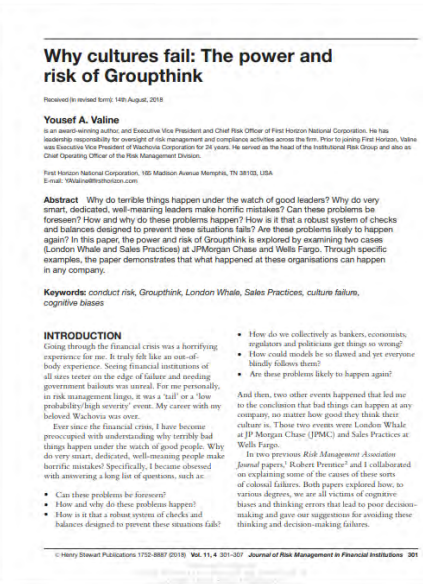 Why cultures fail: The power and
risk of Groupthink
Received (in revised form): 14th August, 2018
Yousef A. Valine
is an award-winning author, and Executive Vice President and Chief Risk Officer of First Horizon National Corporation. He has
leadership responsibility for oversight of risk management and compliance activities across the firm. Prior to joining First Horizon, Valine
was Executive Vice President of Wachovia Corporation for 24 years. He served as the head of the Institutional Risk Group and also as
Chief Operating Officer of the Risk Management Division.
First Horizon National Corporation, 165 Madison Avenue Memphis, TN 38103, USA
E-mail: YAValine@firsthorizon.com
Abstract Why do terrible things happen under the watch of good leaders? Why do very
smart, dedicated, well-meaning leaders make horrific mistakes? Can these problems be
foreseen? How and why do these problems happen? How is it that a robust system of checks
and balances designed to prevent these situations fails? Are these problems likely to happen
again? In this paper, the power and risk of Groupthink is explored by examining two cases
(London Whale and Sales Practices) at JPMorgan Chase and Wells Fargo. Through specific
examples, the paper demonstrates that what happened at these organisations can happen
in any company.
Keywords: conduct risk, Groupthink, London Whale, Sales Practices, culture failure,
cognitive biases
INTRODUCTION
Going through the financial crisis was a horrifying
experience for me. It truly felt like an out-of-
body experience. Seeing financial institutions of
all sizes teeter on the edge of failure and needing
government bailouts was unreal. For me personally,
in risk management lingo, it was a ‘tail’ or a ‘low
probability/high severity’ event. My career with my
beloved Wachovia was over.
Ever since the financial crisis, I have become
preoccupied with understanding why terribly bad
things happen under the watch of good people. Why
do very smart, dedicated, well-meaning people make
horrific mistakes? Specifically, I became obsessed
with answering a long list of questions, such as:
• Can these problems be foreseen?
• How and why do these problems happen?
• How is it that a robust system of checks and
balances designed to prevent these situations fails?
• How do we collectively as bankers, economists,
regulators and politicians get things so wrong?
• How could models be so flawed and yet everyone
blindly follows them?
• Are these problems likely to happen again?
And then, two other events happened that led me
to the conclusion that bad things can happen at any
company, no matter how good they think their
culture is. Those two events were London Whale
at JP Morgan Chase (JPMC) and Sales Practices at
Wells Fargo.
In two previous Risk Management Association
Journal papers,¹ Robert Prentice² and I collaborated
on explaining some of the causes of these sorts
of colossal failures. Both papers explored how, to
various degrees, we are all victims of cognitive
biases and thinking errors that lead to poor decision-
making and gave our suggestions for avoiding these
thinking and decision-making failures.
© Henry Stewart Publications 1752-8887 (2018) Vol. 11, 4 301–307 Journal of Risk Management in Financial Institutions 301